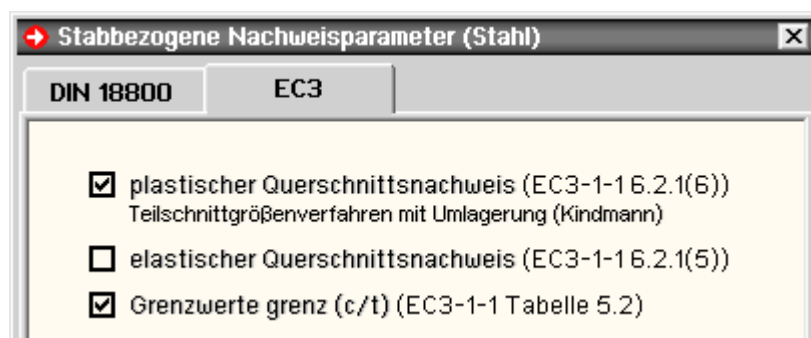 Stabbezogene Nachweisparameter (Stahl)
DIN 18800 EC3
plastischer Querschnittsnachweis (EC3-1-1 6.2.1(6))
Teilschnittgrößenverfahren mit Umlagerung (Kindmann)
elastischer Querschnittsnachweis (EC3-1-1 6.2.1(5))
Grenzwerte grenz (c/t) (EC3-1-1 Tabelle 5.2)